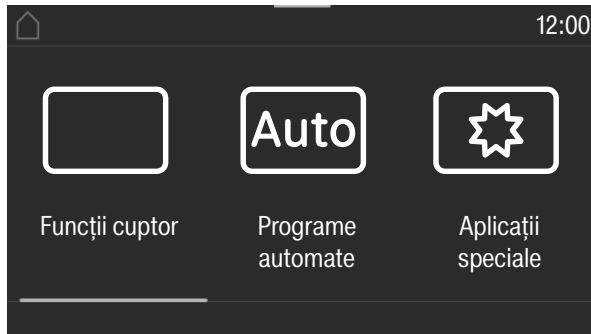 12:00
Auto
Funcții cuptor
Programe
automate
Aplicații
speciale